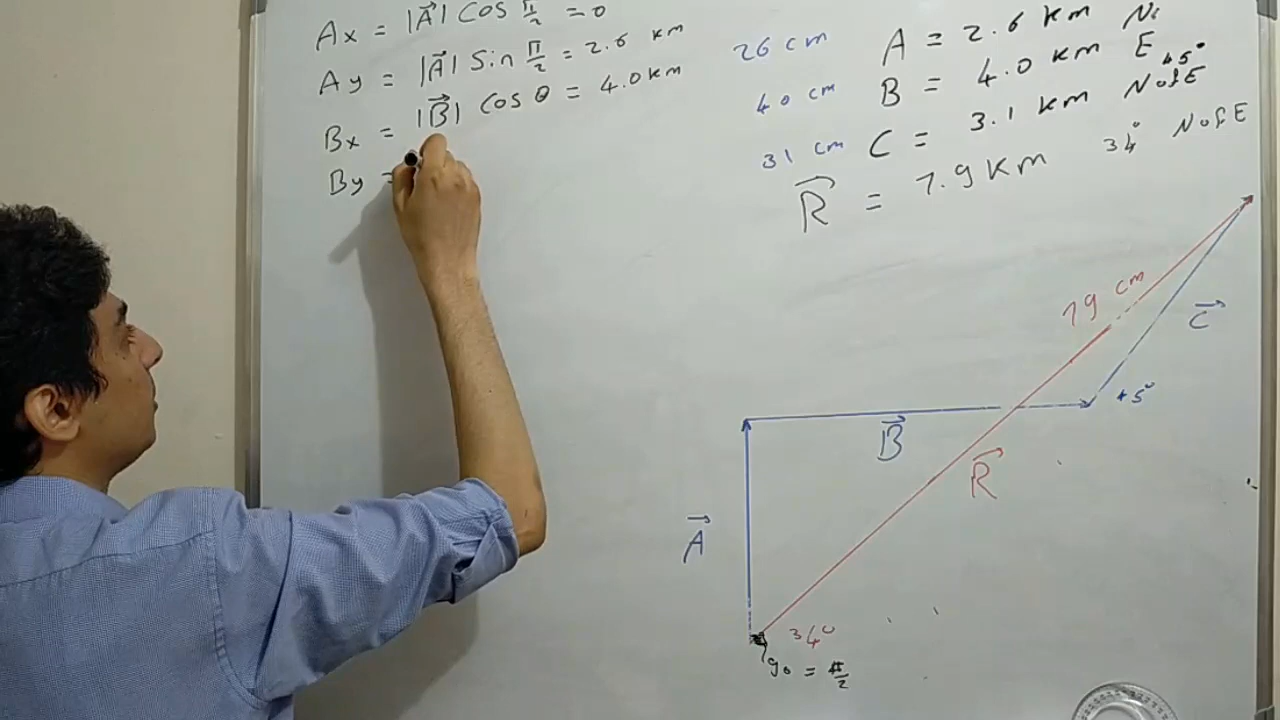 Ax = |A| cos π/2 = 0
Ay = |A| Sin π/2 = 2.6 Km
Bx = |B| cos θ = 4.0 Km
By =
26 cm
40 cm
31 cm
A = 2.6 Km
B = 4.0 Km E
C = 3.1 Km 45° N of E
R = 7.9 Km 34° N of E
79 cm
C
45°
B
R
A
34°
90 = π/2